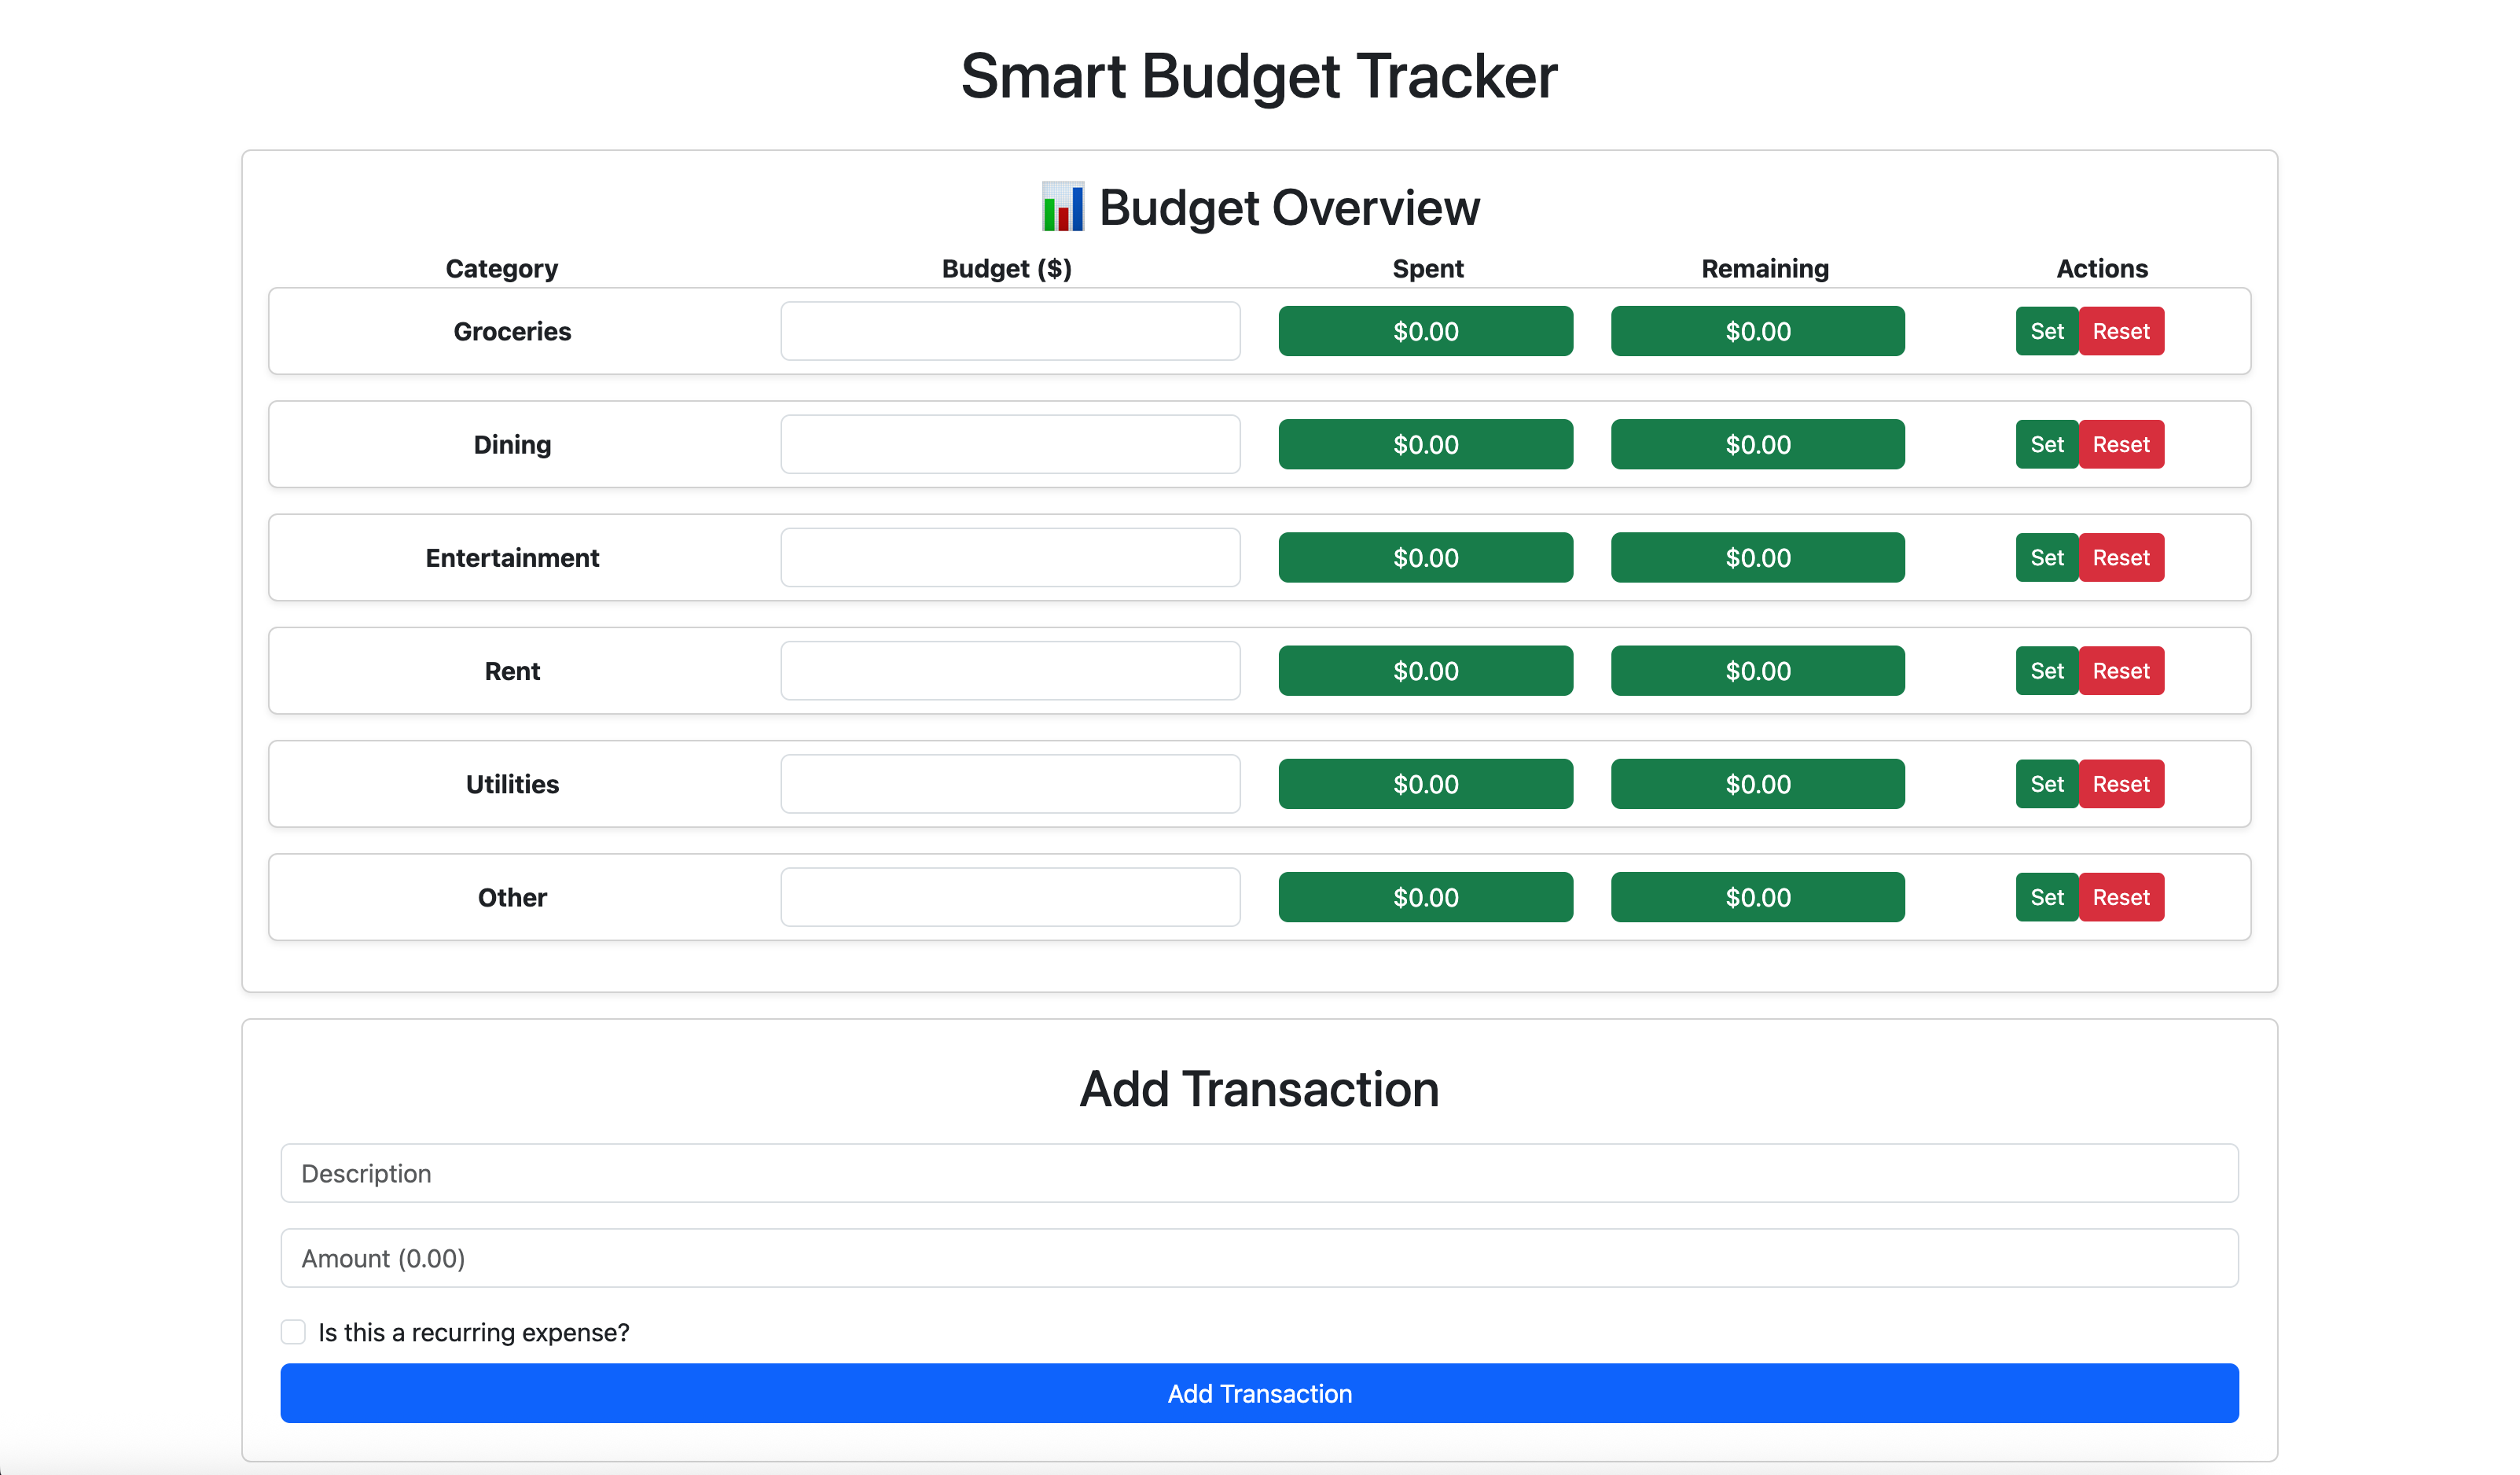 Smart Budget Tracker
Budget Overview
Category Budget ($) Spent Remaining Actions
Groceries $0.00 $0.00 Set Reset
Dining $0.00 $0.00 Set Reset
Entertainment $0.00 $0.00 Set Reset
Rent $0.00 $0.00 Set Reset
Utilities $0.00 $0.00 Set Reset
Other $0.00 $0.00 Set Reset
Add Transaction
Description
Amount (0.00)
Is this a recurring expense?
Add Transaction